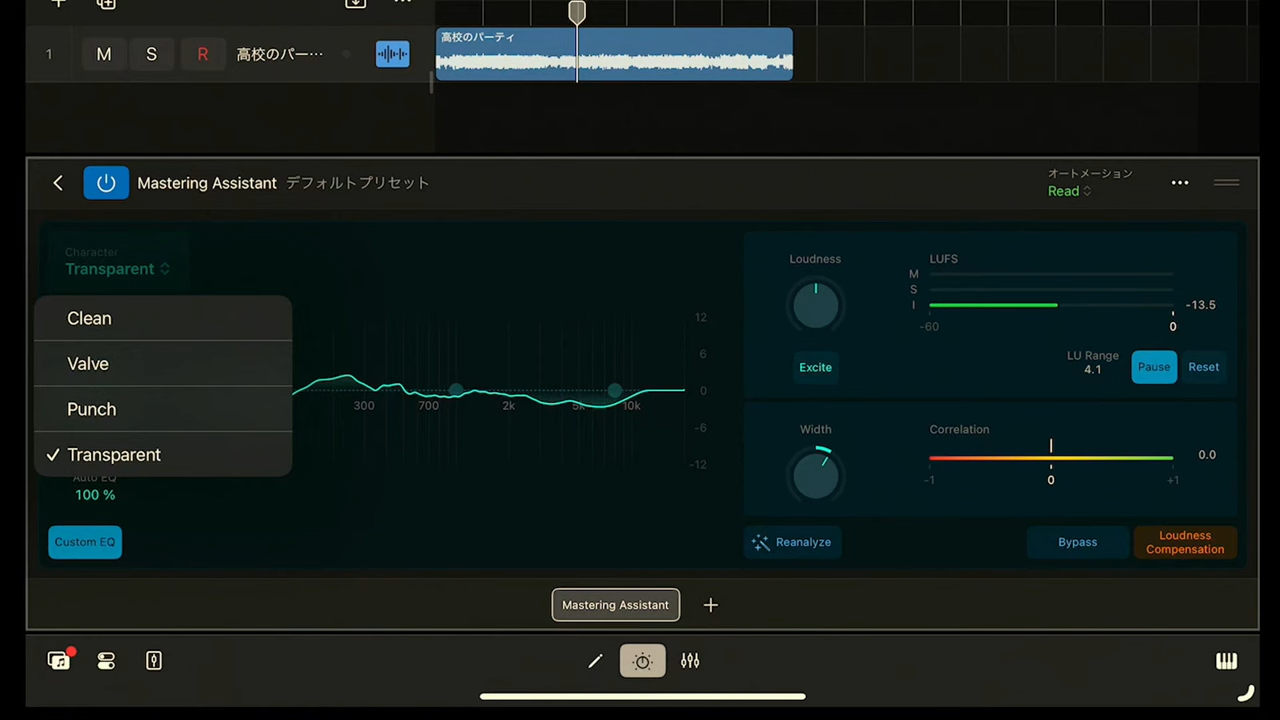 1
M
S
R
高校のパー…
高校のパーティ
Mastering Assistant デフォルトプリセット
オートメーション
Read
Character
Transparent
Clean
Valve
Punch
Transparent
Auto EQ
100 %
Custom EQ
12
6
0
-6
-12
300
700
2k
5k
10k
Loudness
Excite
LUFS
M
S
I
-13.5
-60
0
LU Range
4.1
Pause
Reset
Width
Correlation
0.0
-1
0
+1
Reanalyze
Bypass
Loudness
Compensation
Mastering Assistant